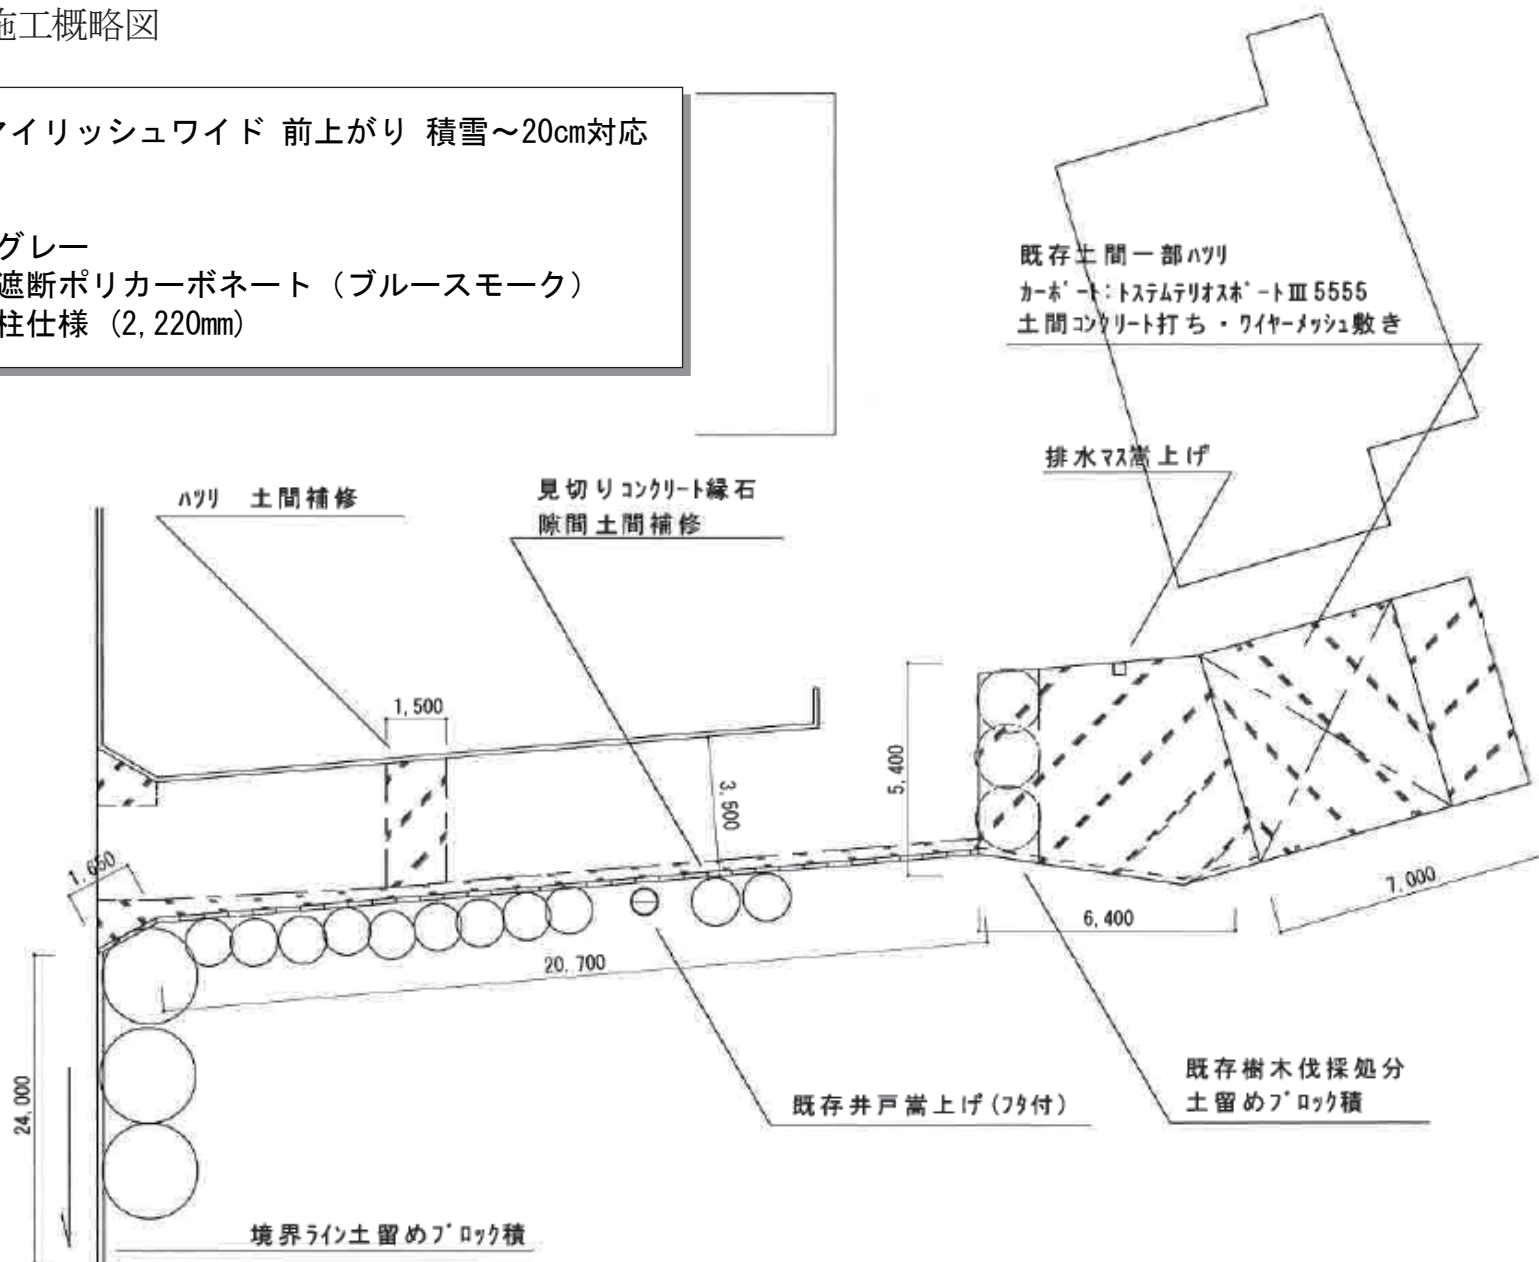 施工概略図
マイリッシュワイド 前上がり 積雪～20cm対応
グレー
遮断ポリカーボネート（ブルースモーク）
柱仕様（2,220mm）
既存土間一部ﾊﾂﾘ
ｶｰﾎﾟｰﾄ：ﾄｽﾃﾑﾃﾘｵｽﾎﾟｰﾄⅢ5555
土間ｺﾝｸﾘｰﾄ打ち・ﾜｲﾔｰﾒｯｼｭ敷き
排水ﾏｽ嵩上げ
ﾊﾂﾘ 土間補修
見切りｺﾝｸﾘｰﾄ縁石
隙間土間補修
1,500
3,500
5,400
1,650
7,000
6,400
20,700
24,000
既存井戸嵩上げ(ﾌﾀ付)
既存樹木伐採処分
土留めﾌﾞﾛｯｸ積
境界ﾗｲﾝ土留めﾌﾞﾛｯｸ積